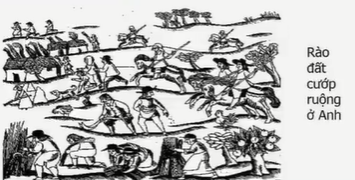 Rào
đất
cướp
ruộng
ở Anh